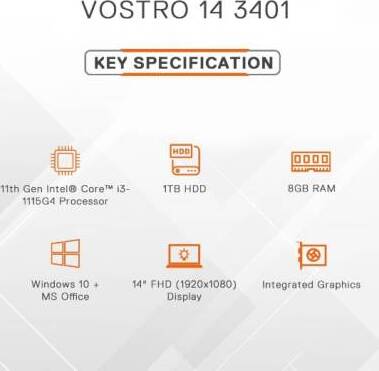 VOSTRO 14 3401
KEY SPECIFICATION
HDD
11th Gen Intel® Core™ i3-
1115G4 Processor
1TB HDD
8GB RAM
Windows 10 +
MS Office
14" FHD (1920x1080)
Display
Integrated Graphics